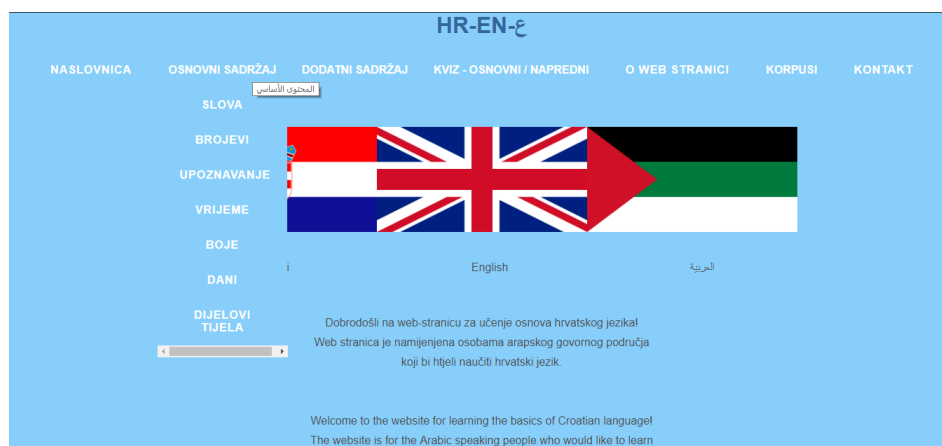 HR-EN-ع
NASLOVNICA OSNOVNI SADRŽAJ DODATNI SADRŽAJ KVIZ - OSNOVNI / NAPREDNI O WEB STRANICI KORPUSI KONTAKT
المحتوى الأساسي
SLOVA
BROJEVI
UPOZNAVANJE
VRIJEME
BOJE
DANI
DIJELOVI
TIJELA
i English العربية
Dobrodošli na web-stranicu za učenje osnova hrvatskog jezika!
Web stranica je namijenjena osobama arapskog govornog područja
koji bi htjeli naučiti hrvatski jezik.
Welcome to the website for learning the basics of Croatian language!
The website is for the Arabic speaking people who would like to learn